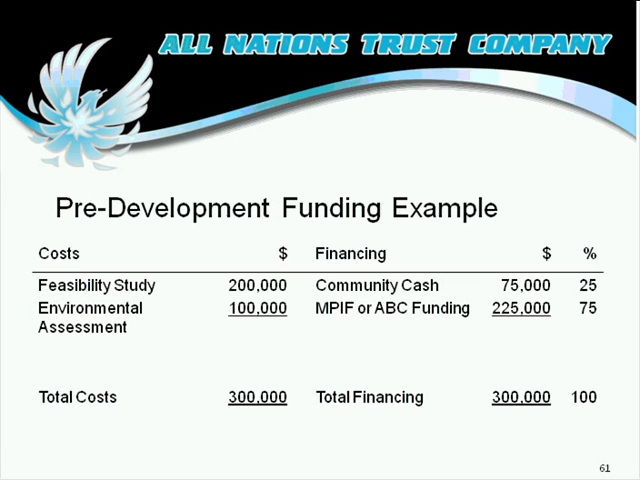 ALL NATIONS TRUST COMPANY
Pre-Development Funding Example
Costs $ Financing $ %
Feasibility Study 200,000 Community Cash 75,000 25
Environmental 100,000 MPIF or ABC Funding 225,000 75
Assessment
Total Costs 300,000 Total Financing 300,000 100
61